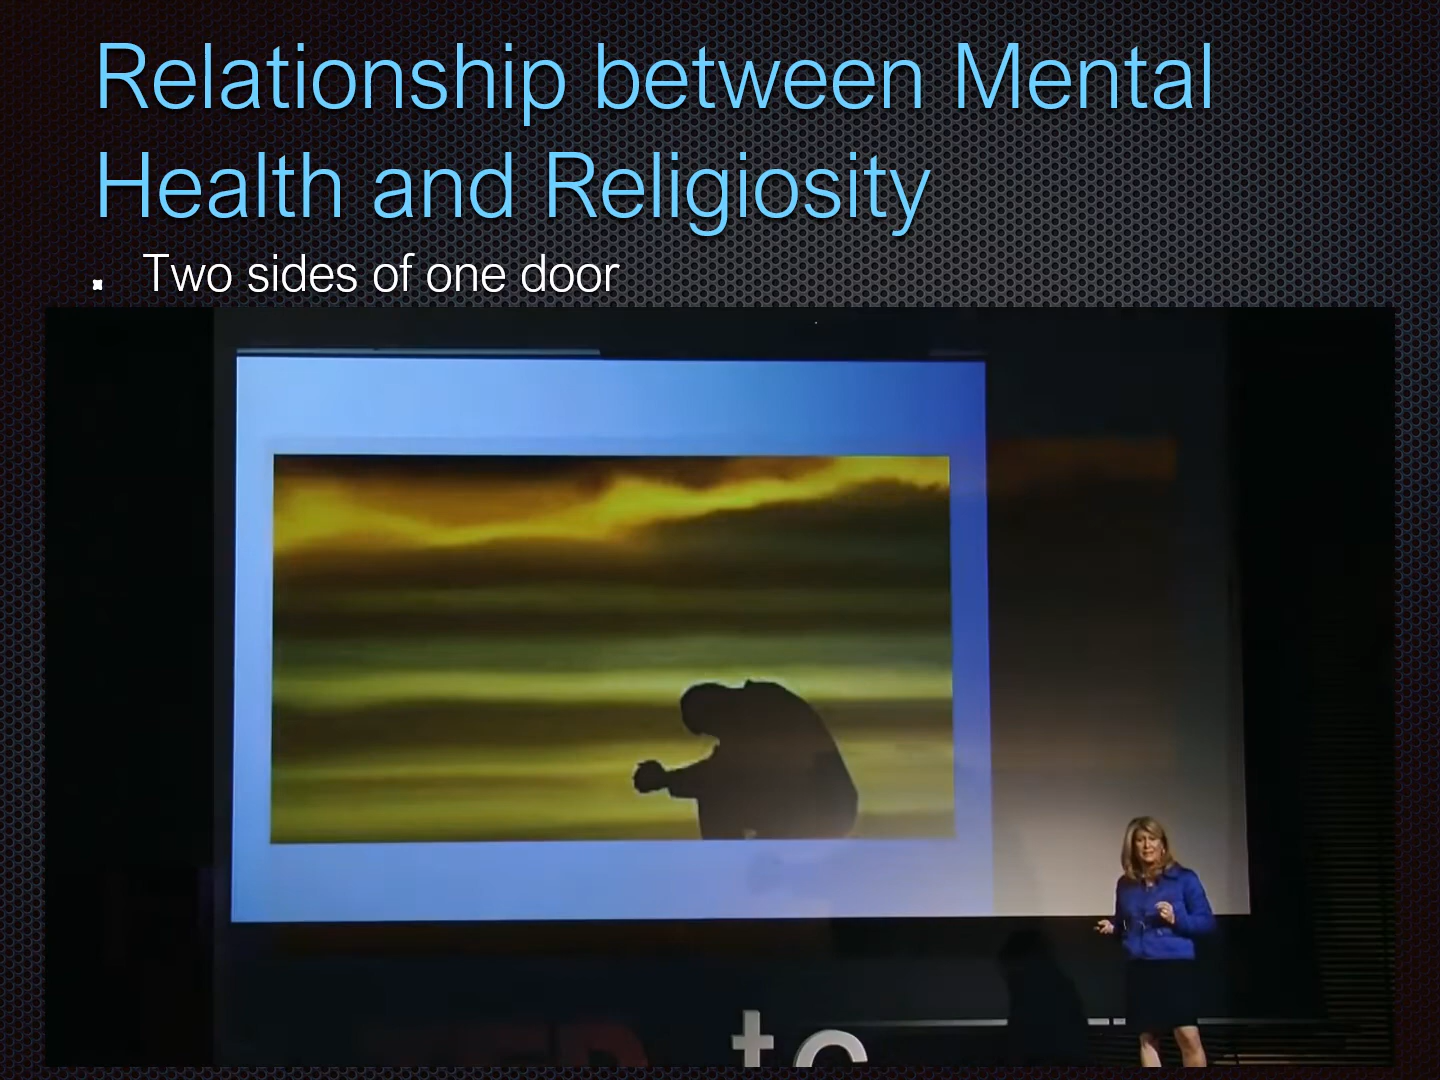 Relationship between Mental
Health and Religiosity
Two sides of one door